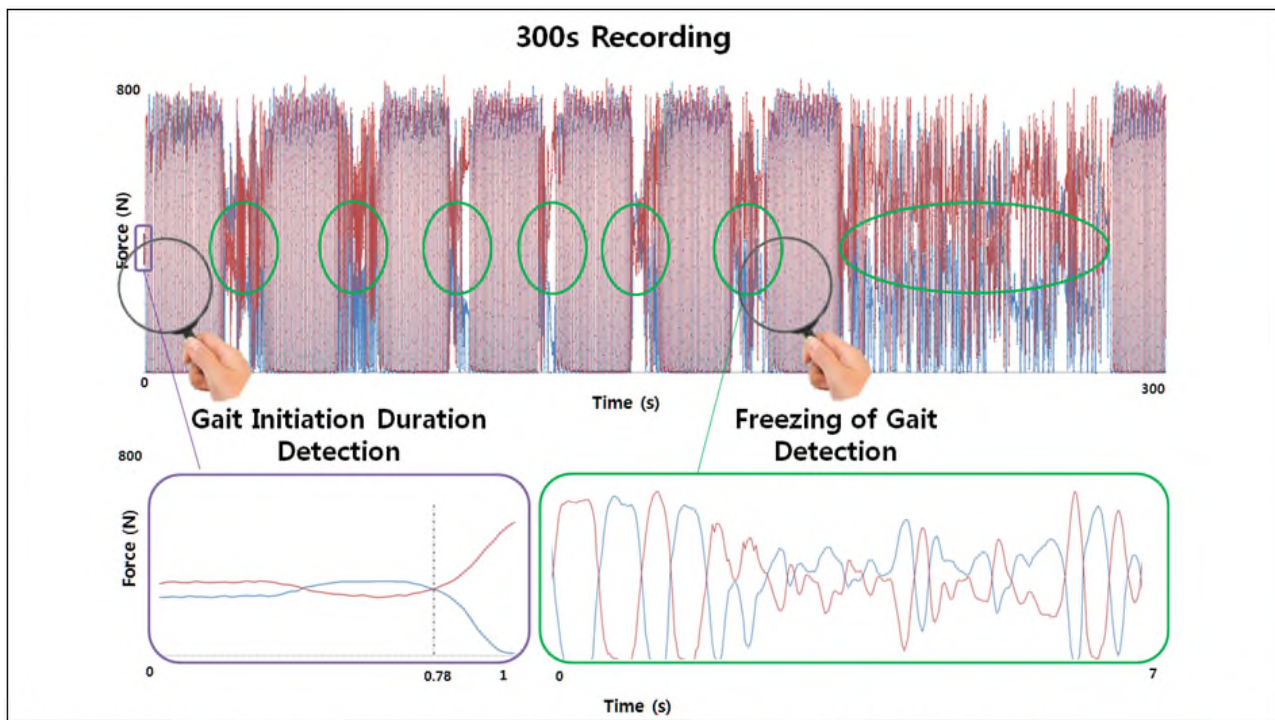 300s Recording
800
Force (N)
0
300
Time (s)
Gait Initiation Duration
Detection
Freezing of Gait
Detection
800
Force (N)
0
0.78
1
0
7
Time (s)